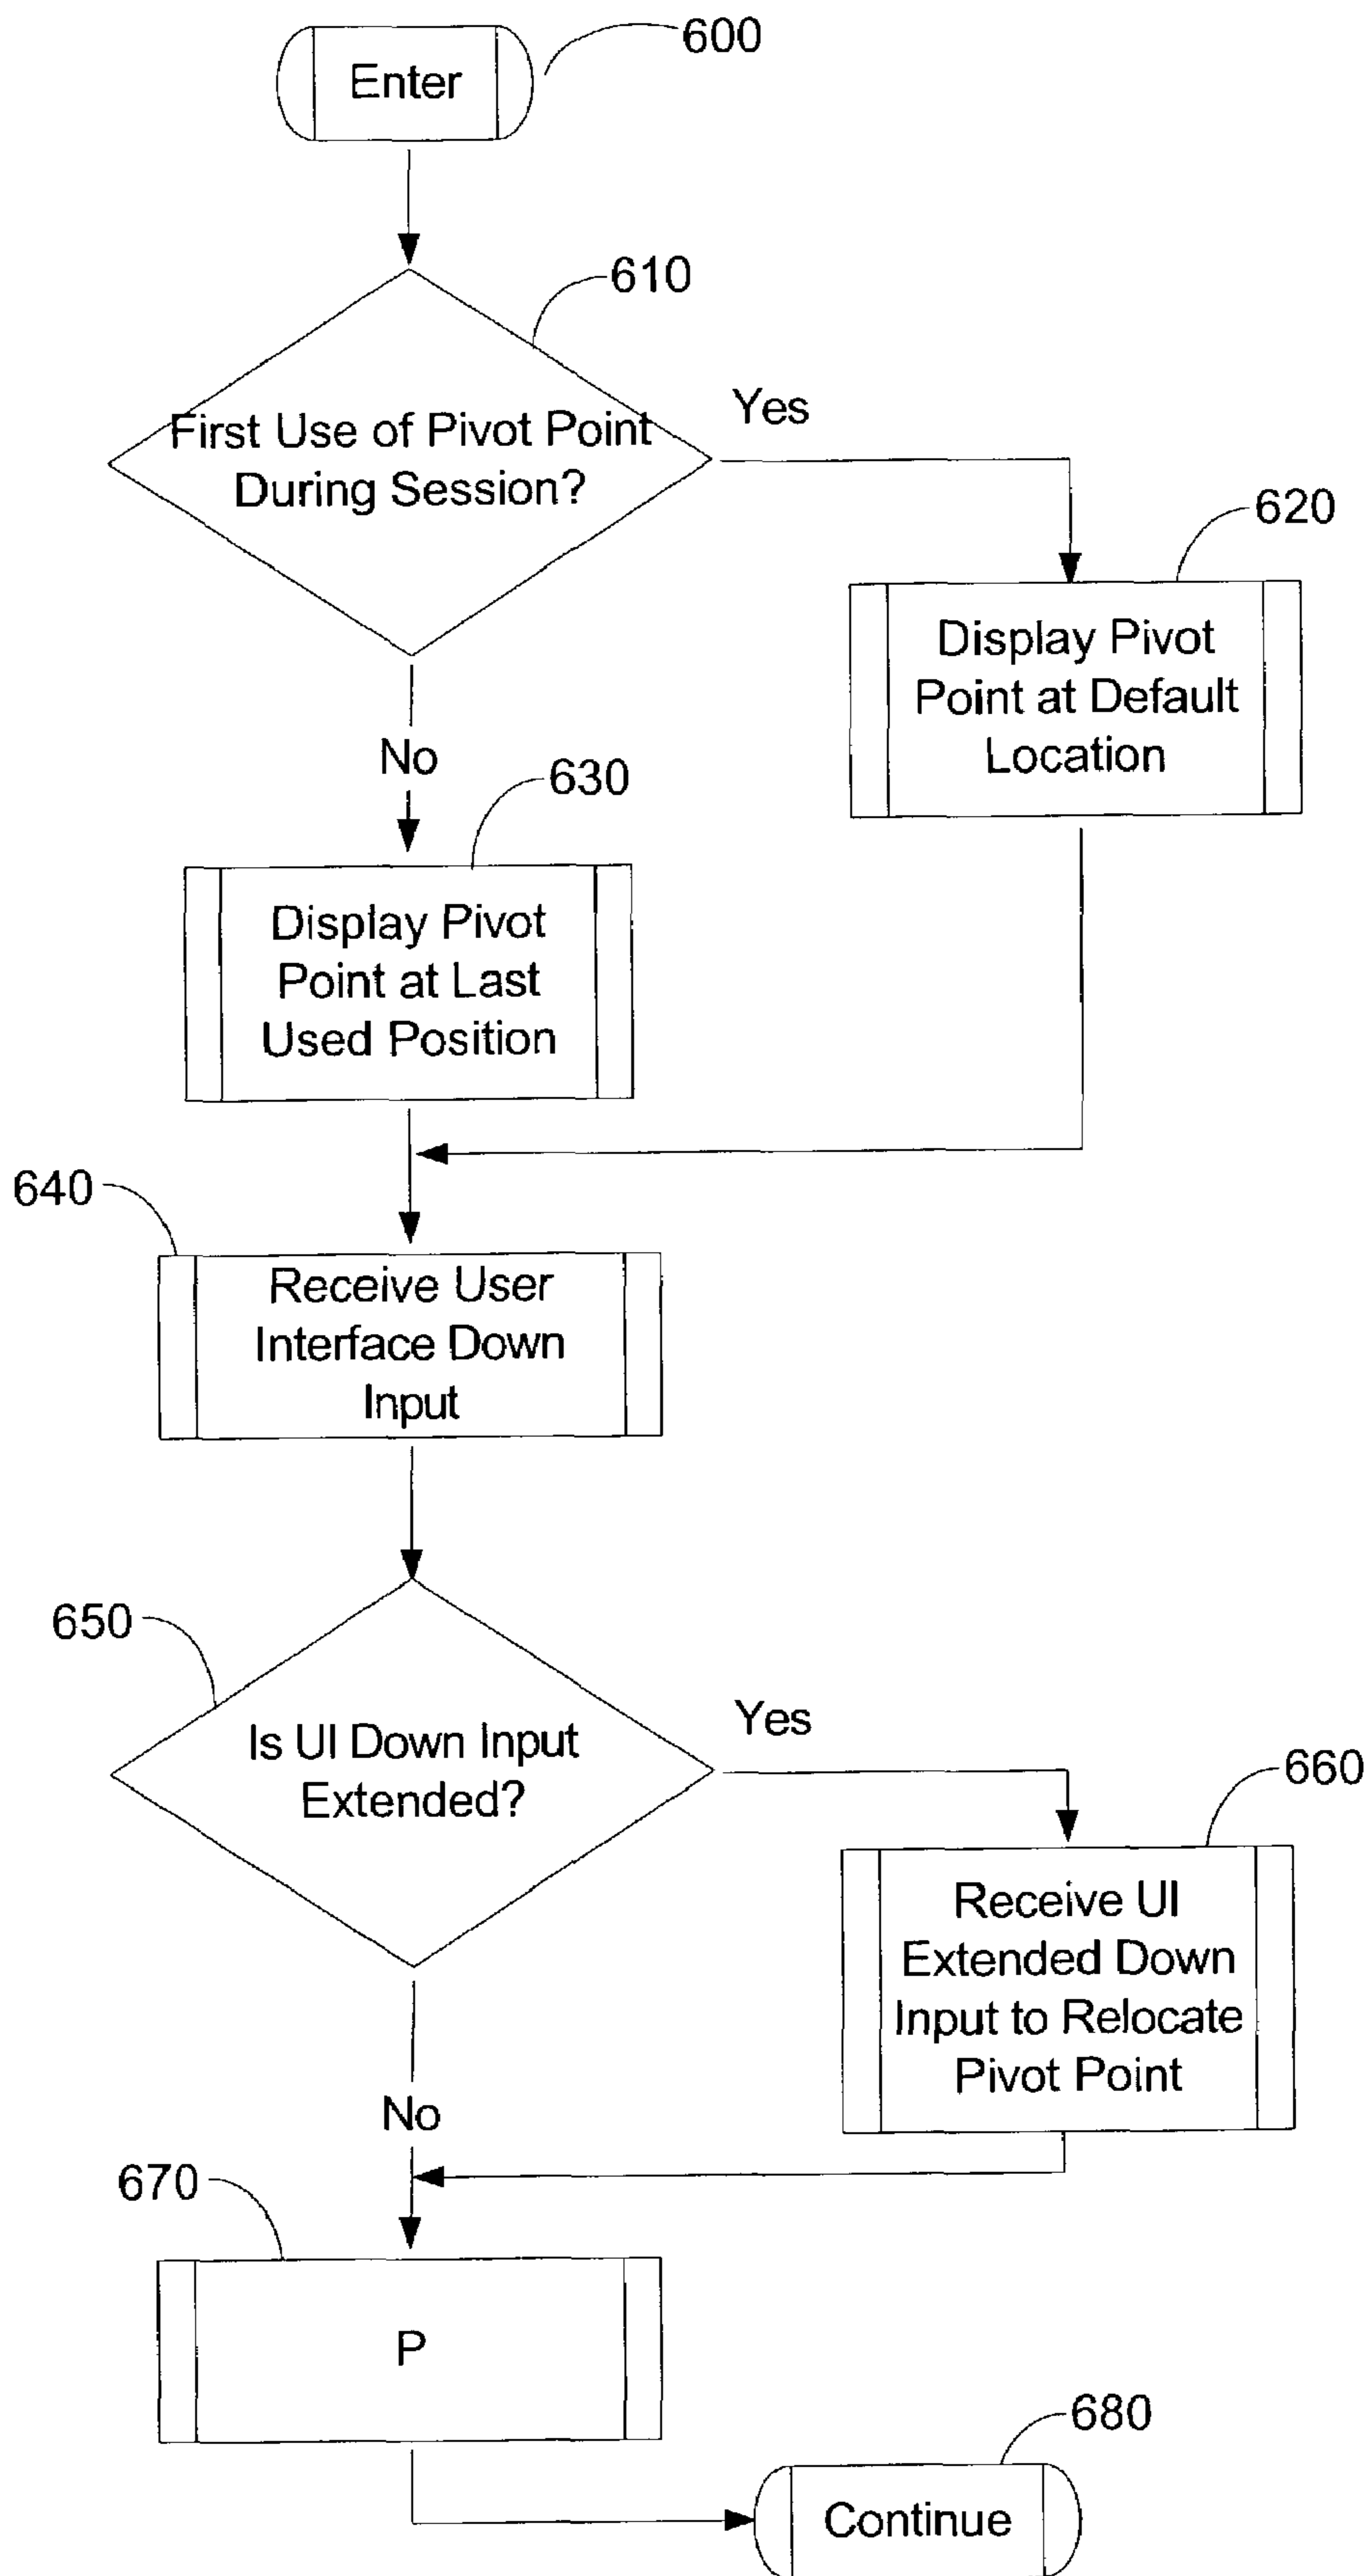 600
Enter
610
First Use of Pivot Point
During Session?
Yes
620
Display Pivot
Point at Default
Location
No
630
Display Pivot
Point at Last
Used Position
640
Receive User
Interface Down
Input
650
Is UI Down Input
Extended?
Yes
660
Receive UI
Extended Down
Input to Relocate
Pivot Point
No
670
P
680
Continue